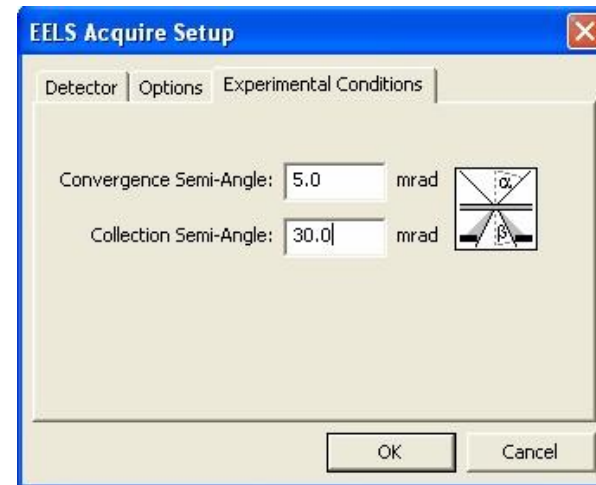 EELS Acquire Setup
Detector Options Experimental Conditions
Convergence Semi-Angle: 5.0 mrad α
Collection Semi-Angle: 30.0 mrad β
OK Cancel